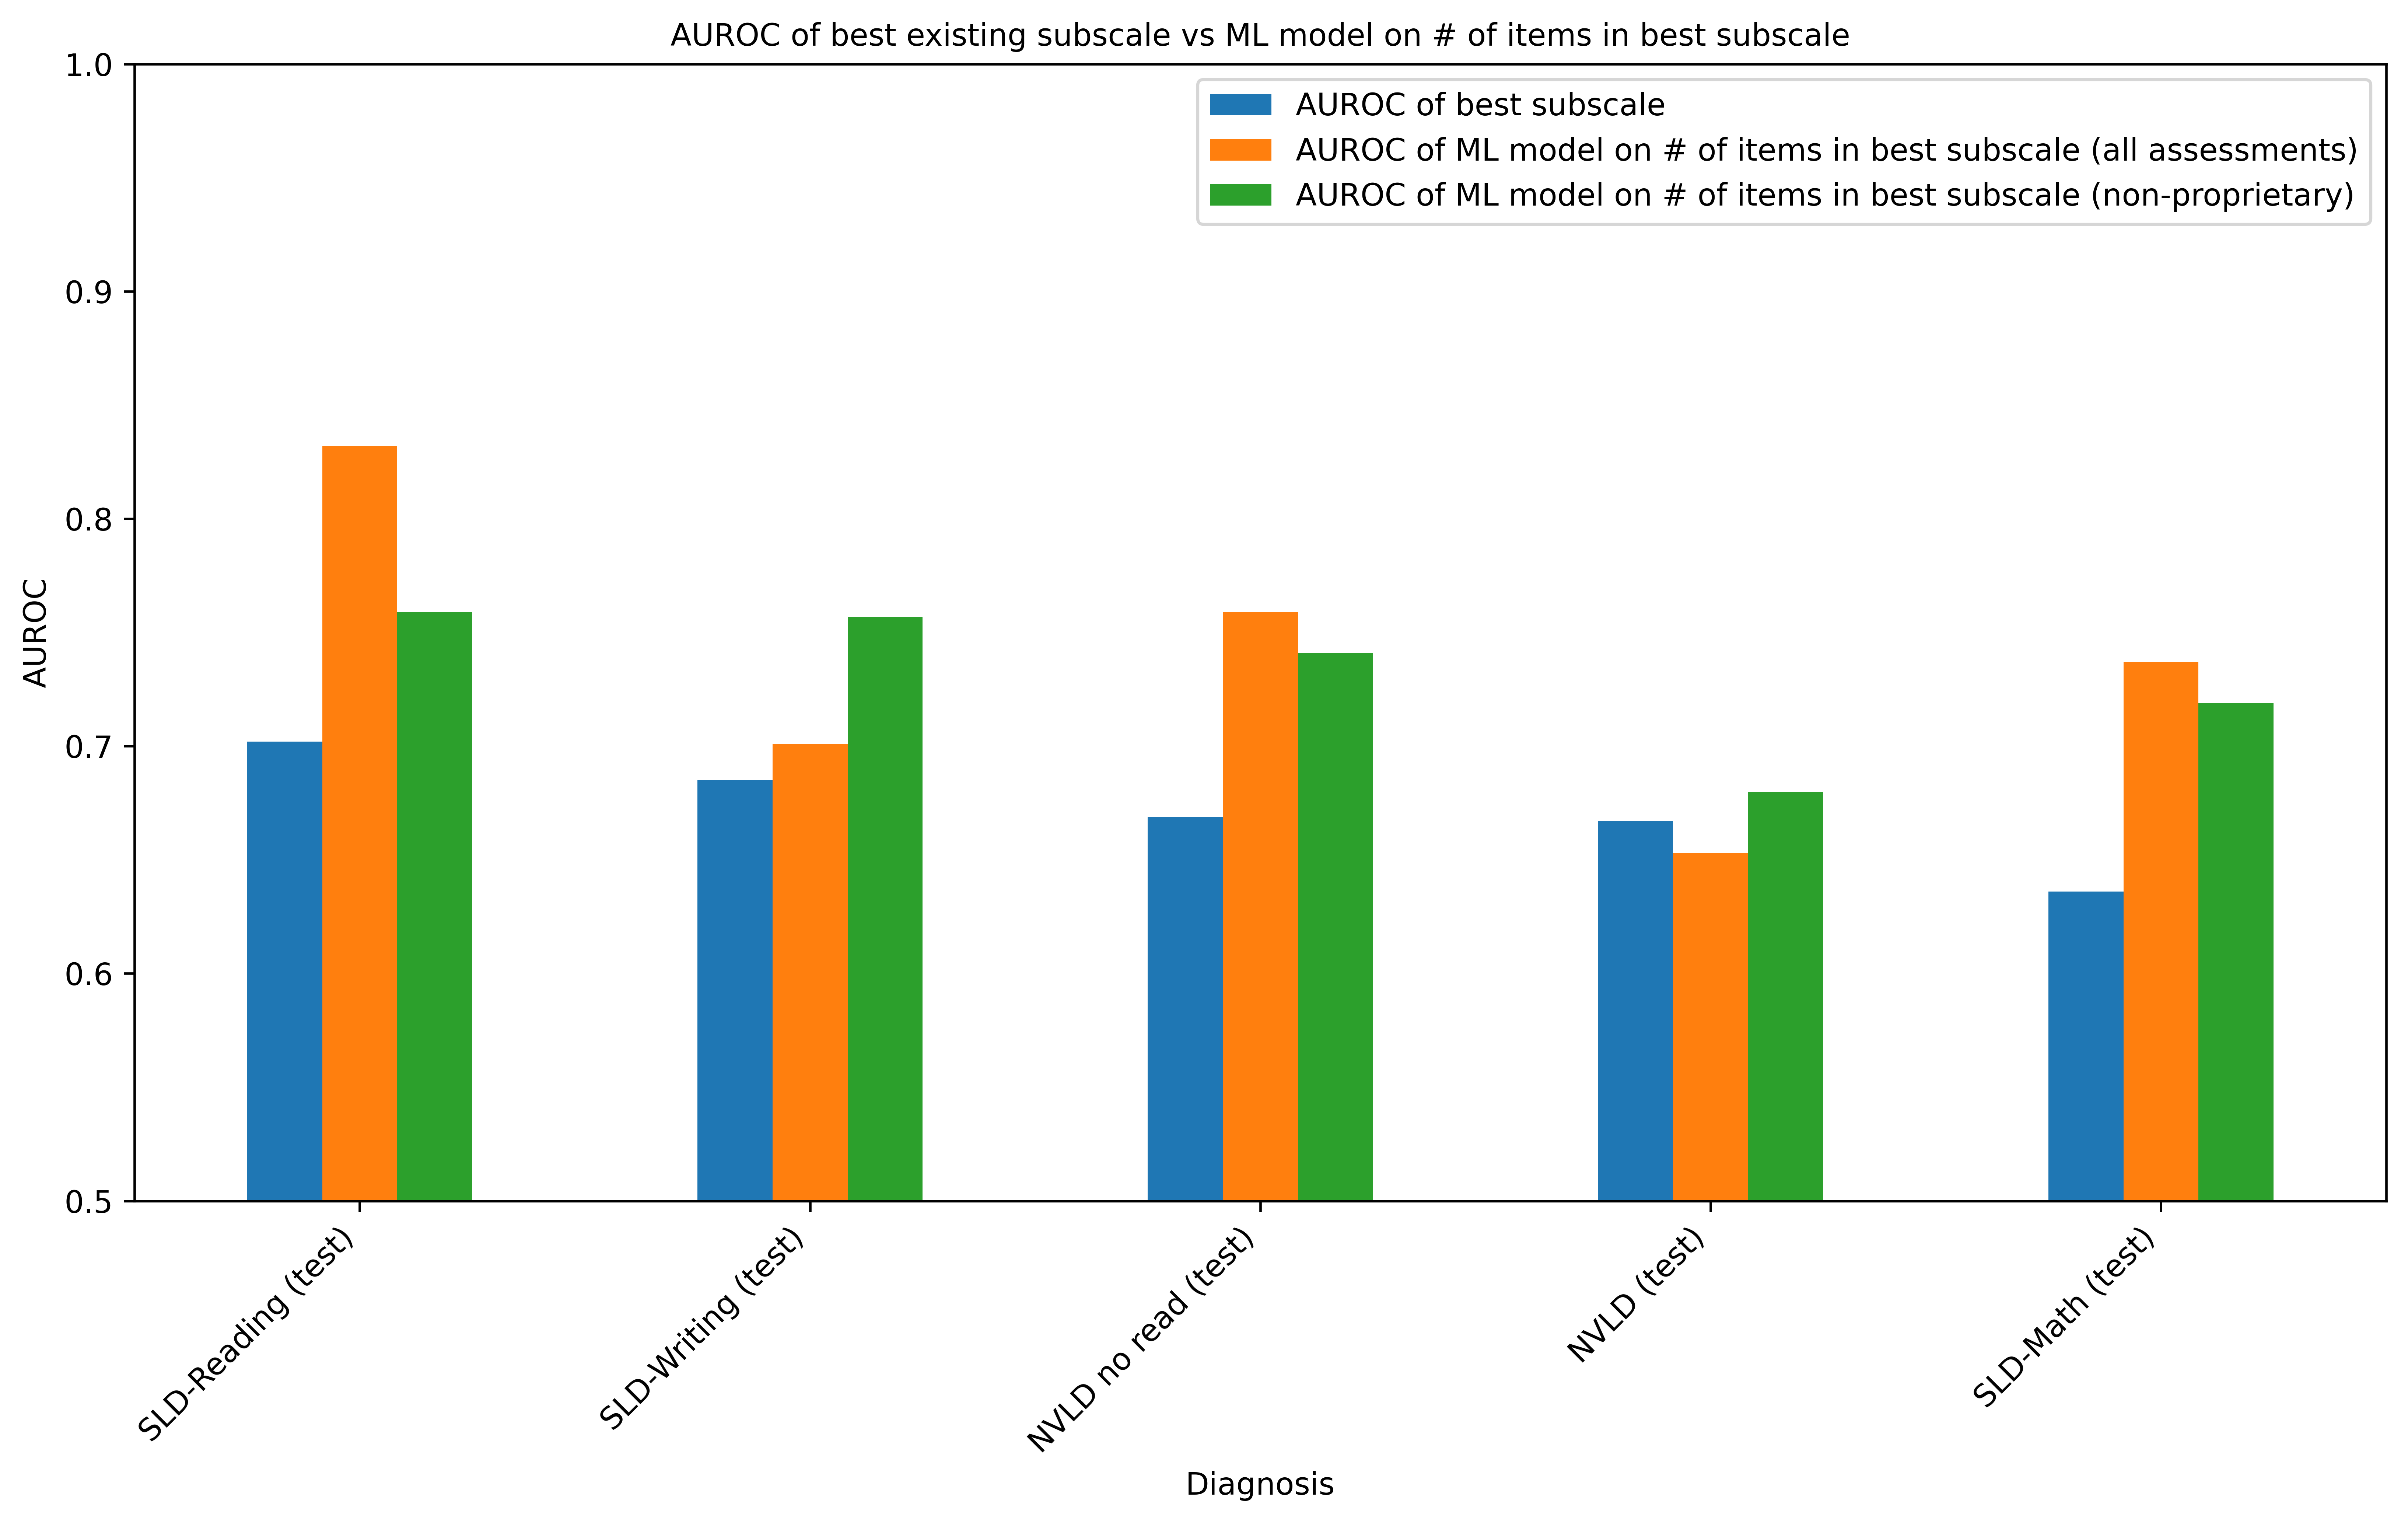 AUROC of best existing subscale vs ML model on # of items in best subscale
AUROC of best subscale
AUROC of ML model on # of items in best subscale (all assessments)
AUROC of ML model on # of items in best subscale (non-proprietary)
1.0
0.9
0.8
0.7
0.6
0.5
AUROC
SLD-Reading (test)
SLD-Writing (test)
NVLD no read (test)
NVLD (test)
SLD-Math (test)
Diagnosis